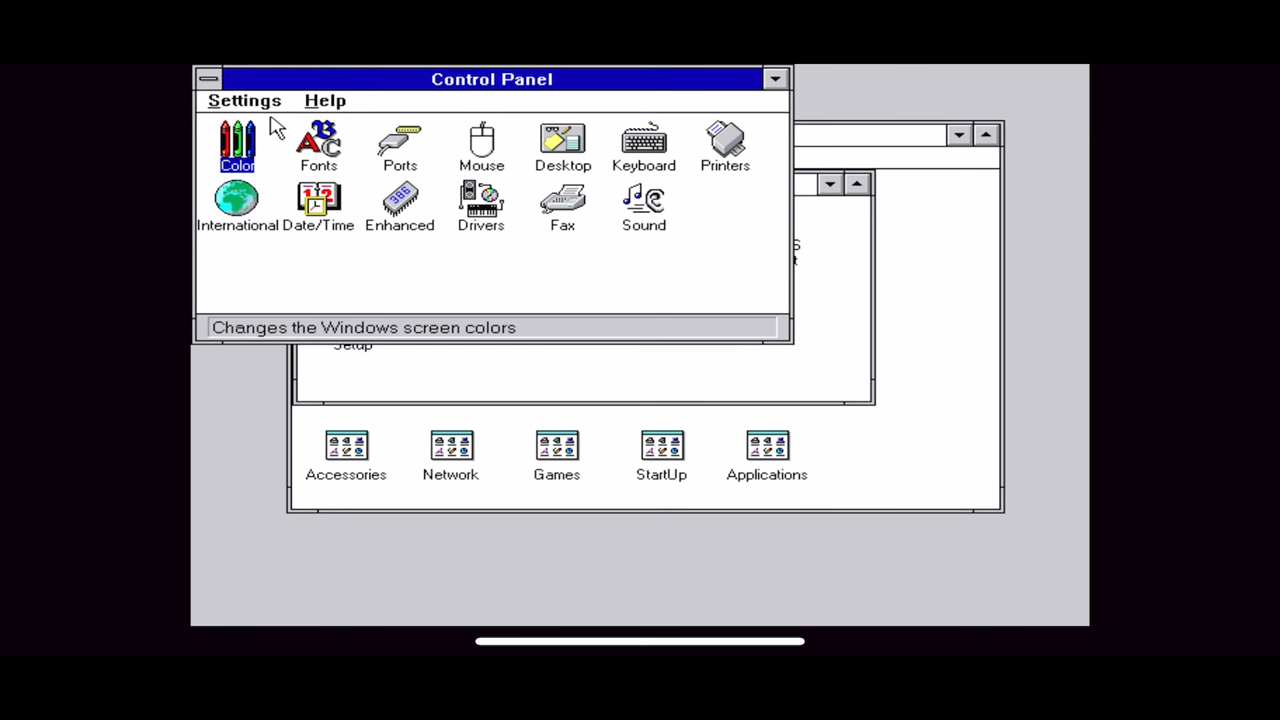 Control Panel
Settings Help
Color Fonts Ports Mouse Desktop Keyboard Printers
International Date/Time Enhanced Drivers Fax Sound
Changes the Windows screen colors
Setup
Accessories Network Games StartUp Applications